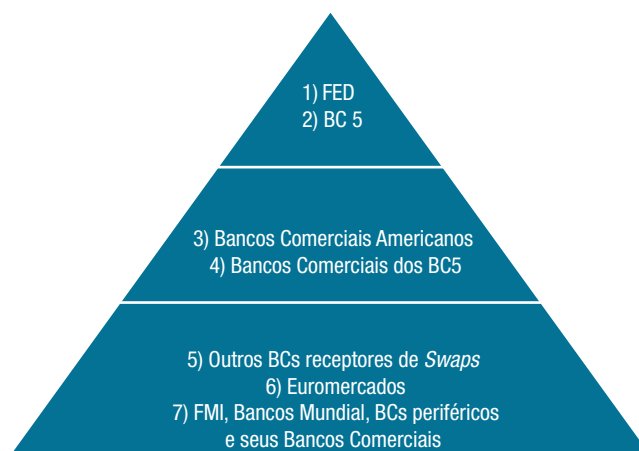 1) FED
2) BC 5
3) Bancos Comerciais Americanos
4) Bancos Comerciais dos BC5
5) Outros BCs receptores de Swaps
6) Euromercados
7) FMI, Bancos Mundial, BCs periféricos
e seus Bancos Comerciais